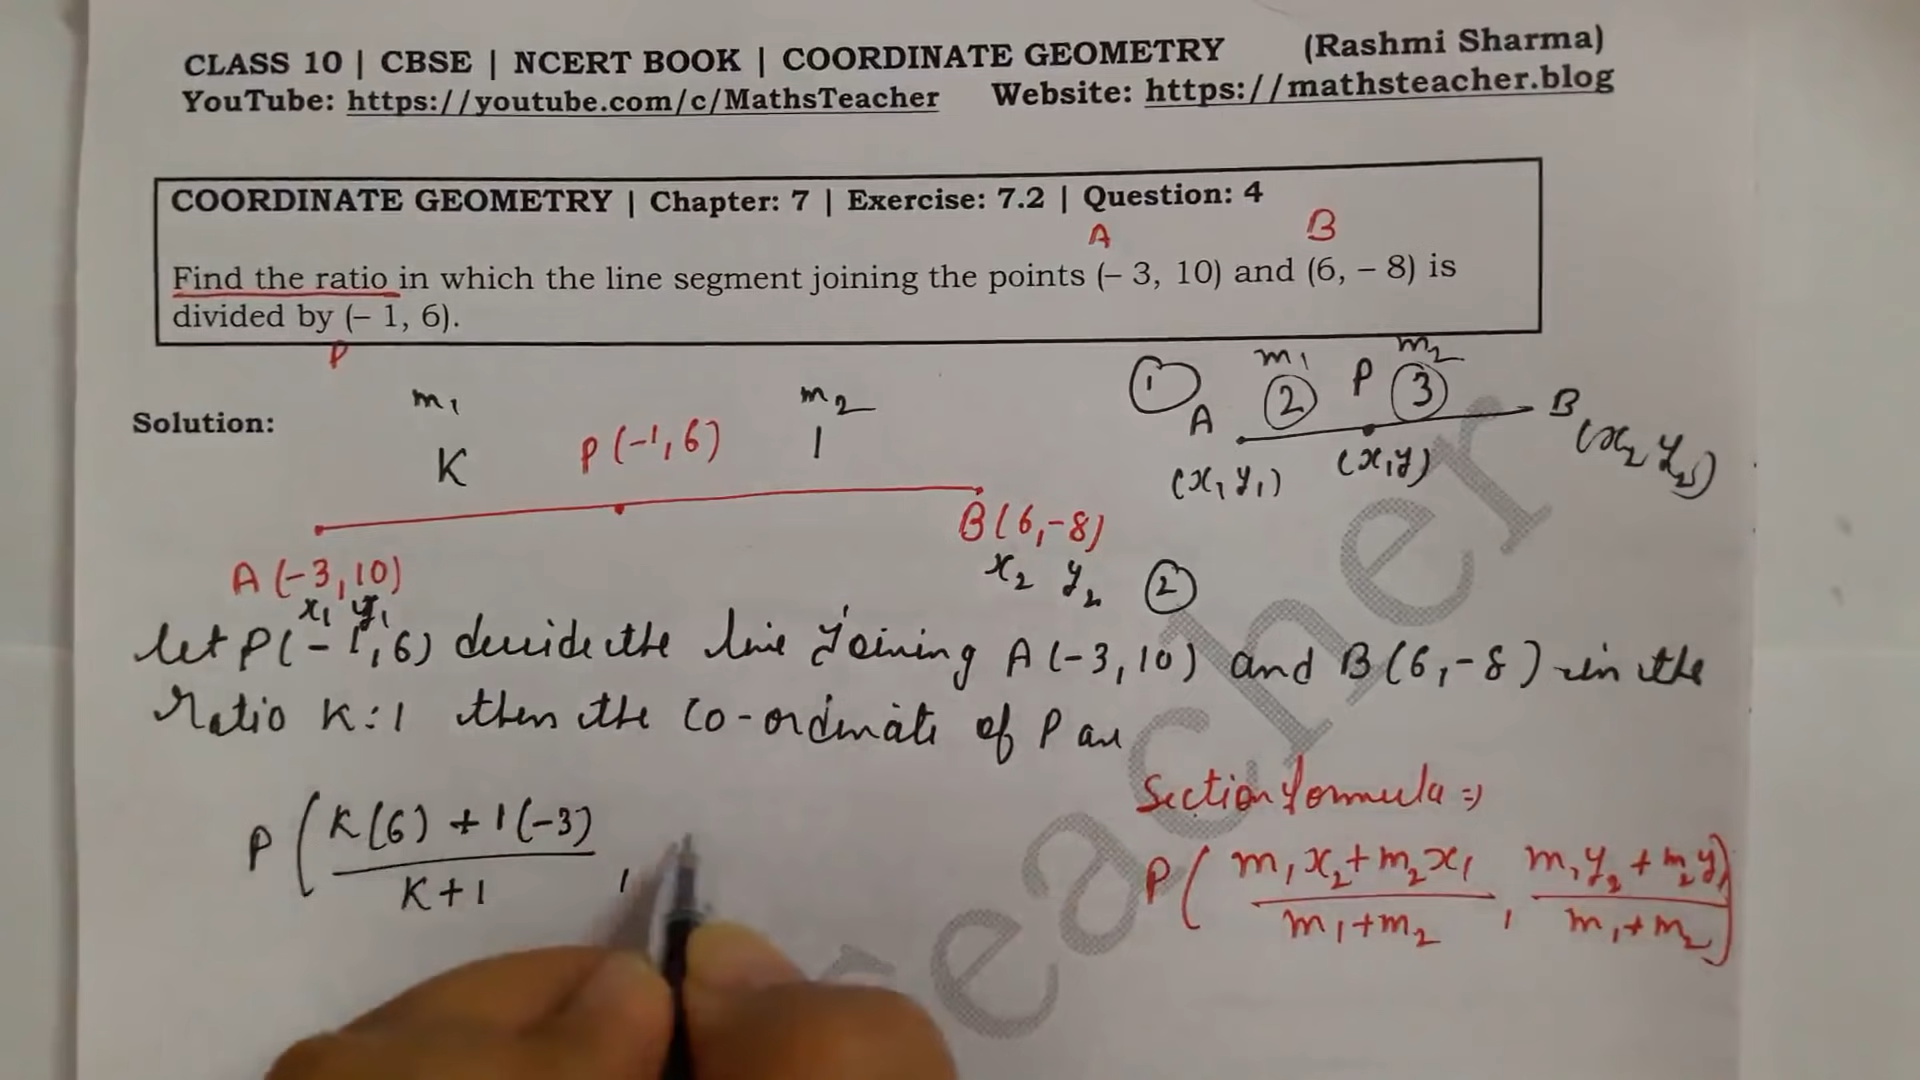 CLASS 10 | CBSE | NCERT BOOK | COORDINATE GEOMETRY (Rashmi Sharma)
YouTube: https://youtube.com/c/MathsTeacher Website: https://mathsteacher.blog
COORDINATE GEOMETRY | Chapter: 7 | Exercise: 7.2 | Question: 4
A B
Find the ratio in which the line segment joining the points (– 3, 10) and (6, – 8) is
divided by (– 1, 6).
P
Solution:
m1 m2
K P(-1,6) 1
A(-3,10) B(6,-8)
x1 y1 x2 y2
① m1 m2
A ② P ③ B
(x1 y1) (x,y) (x2 y2)
②
let P(-1,6) devide the line joining A(-3,10) and B(6,-8) in the
Ratio K:1 then the co-ordinate of P are
Section formula ⇒
P( K(6) + 1(-3) / K+1 ,
P( m1x2+m2x1 / m1+m2 , m1y2+m2y1 / m1+m2 )
eacher